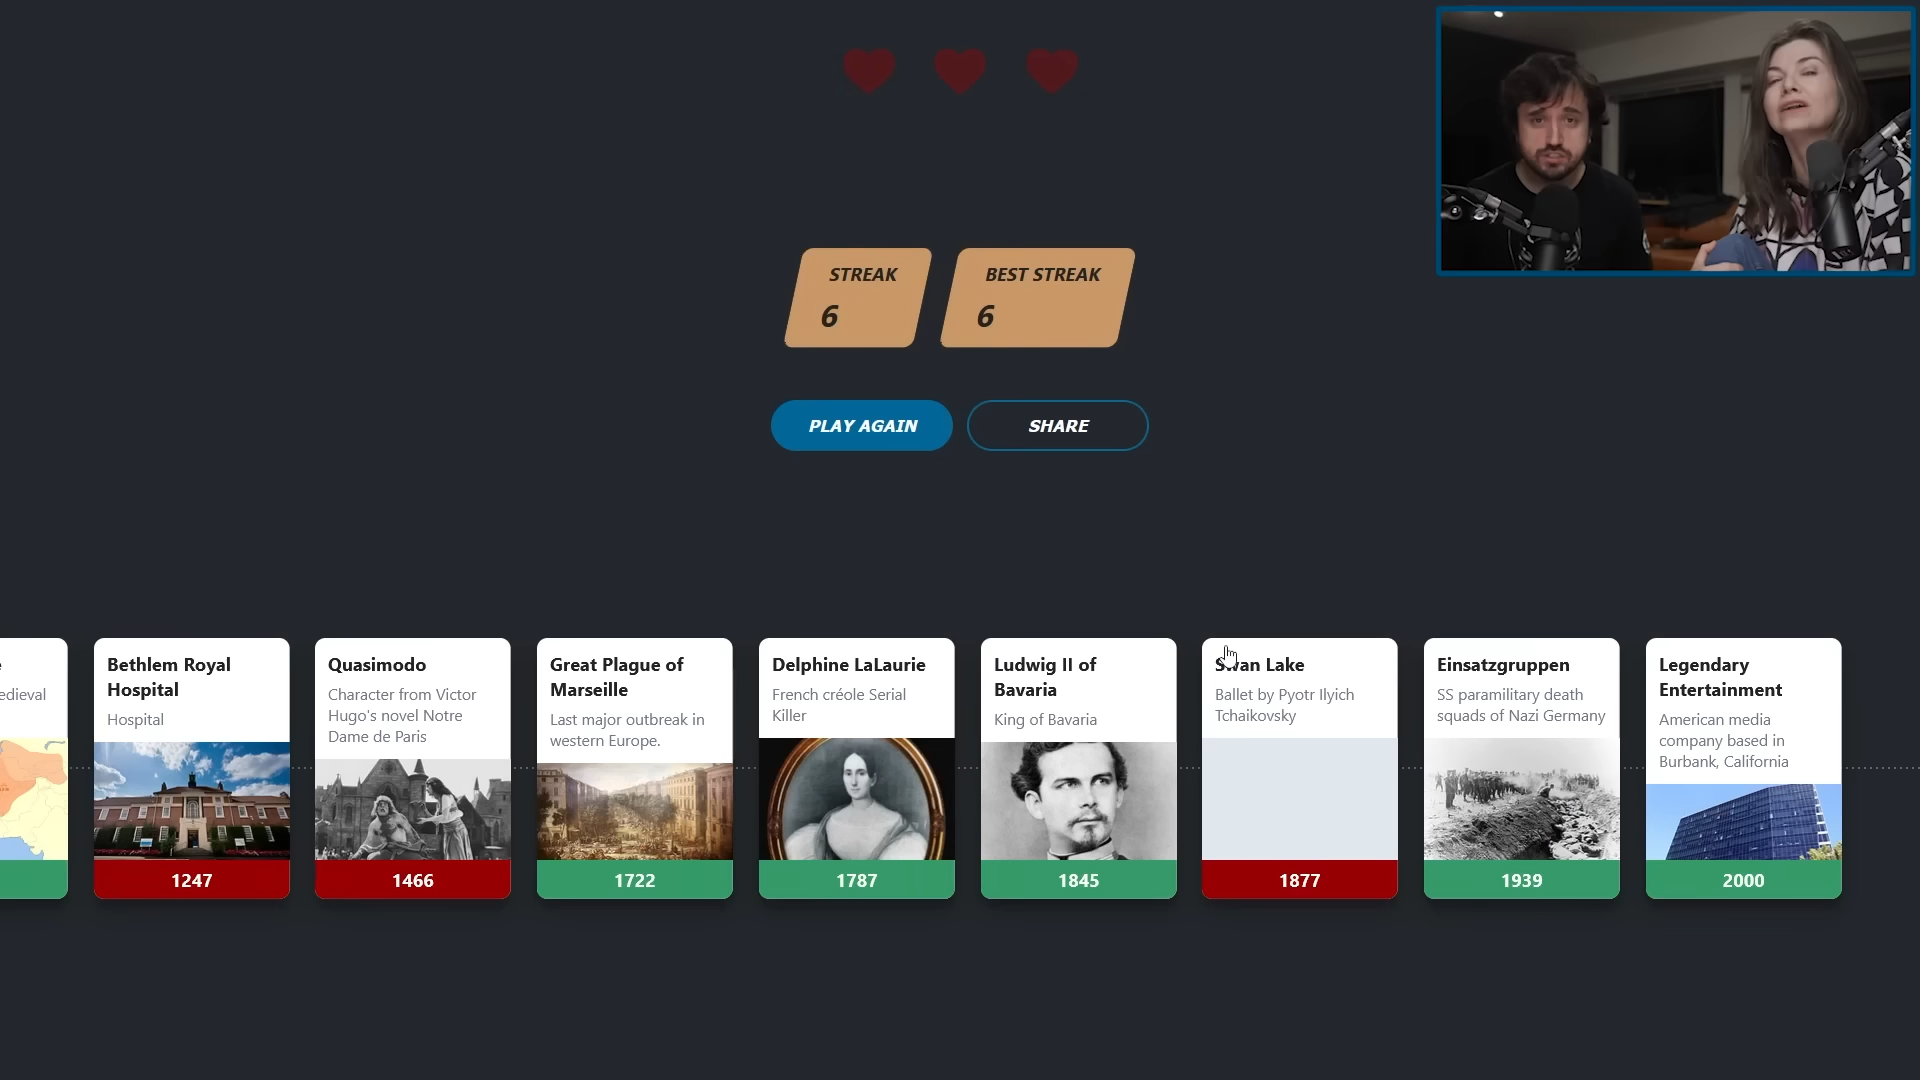 STREAK
6
BEST STREAK
6
PLAY AGAIN
SHARE
edieval
Bethlem Royal
Hospital
Hospital
1247
Quasimodo
Character from Victor
Hugo's novel Notre
Dame de Paris
1466
Great Plague of
Marseille
Last major outbreak in
western Europe.
1722
Delphine LaLaurie
French créole Serial
Killer
1787
Ludwig II of
Bavaria
King of Bavaria
1845
Swan Lake
Ballet by Pyotr Ilyich
Tchaikovsky
1877
Einsatzgruppen
SS paramilitary death
squads of Nazi Germany
1939
Legendary
Entertainment
American media
company based in
Burbank, California
2000